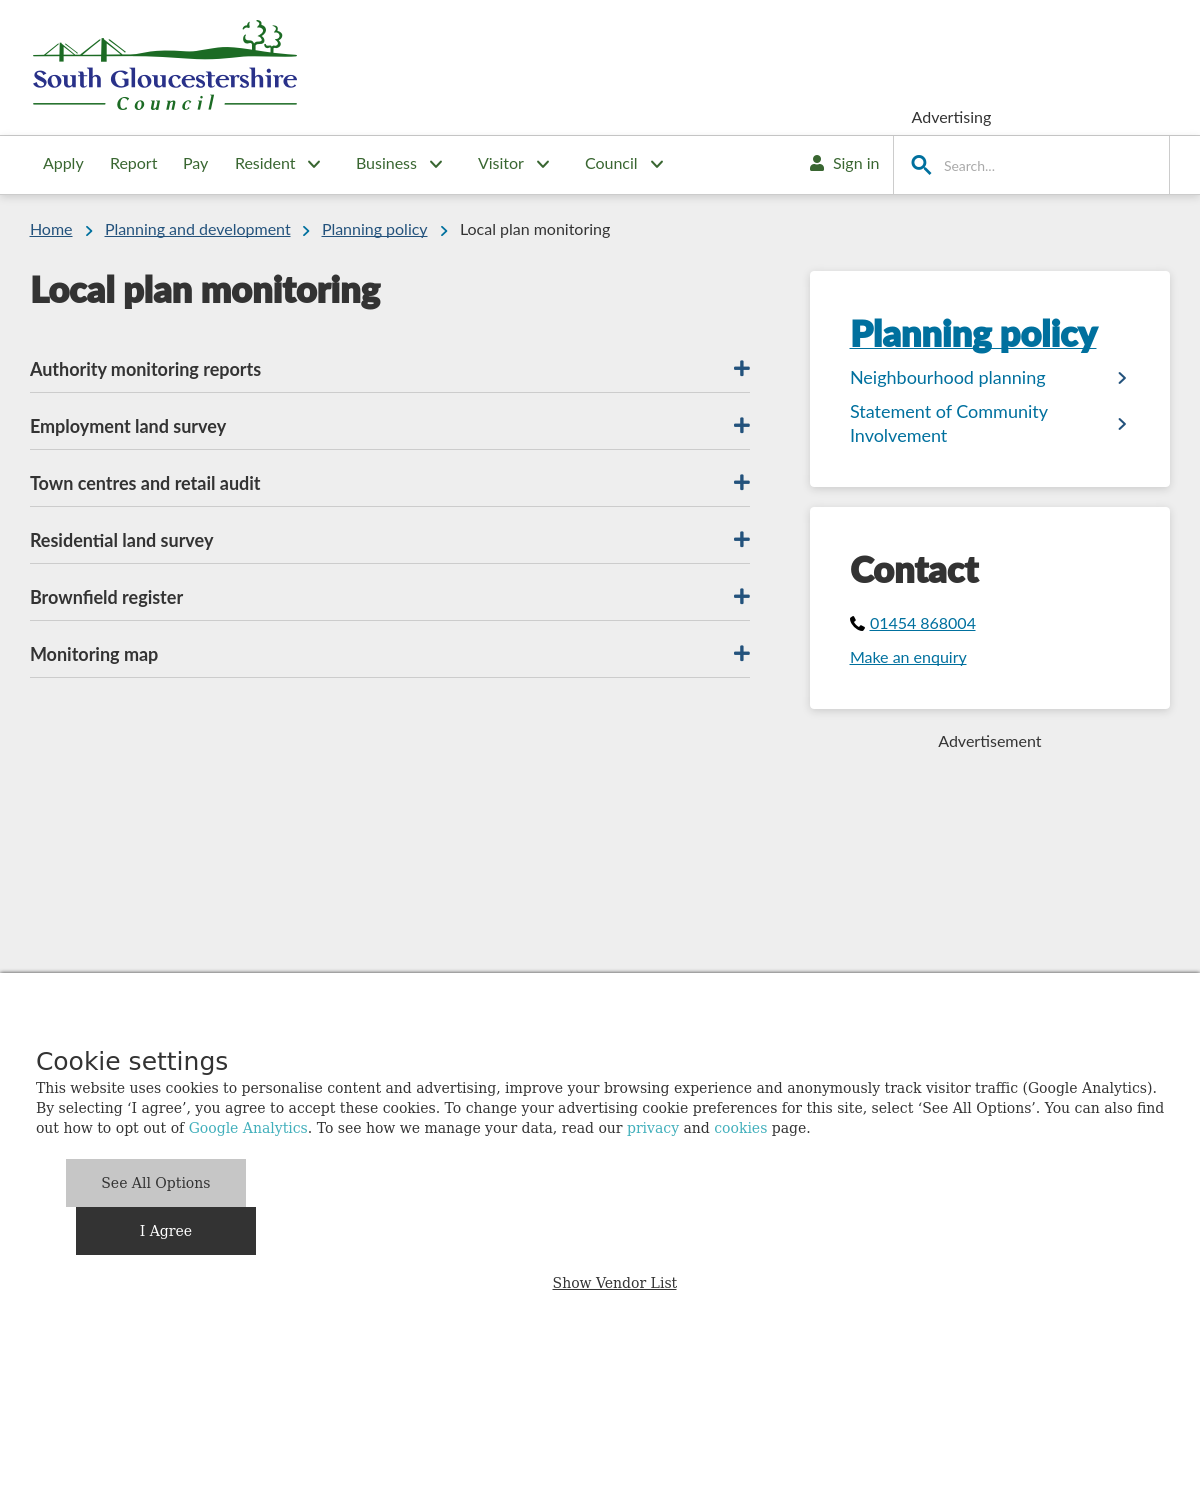 South Gloucestershire
Council
Advertising
Apply Report Pay Resident Business Visitor Council Sign in Search...
Home Planning and development Planning policy Local plan monitoring
Local plan monitoring
Authority monitoring reports
Employment land survey
Town centres and retail audit
Residential land survey
Brownfield register
Monitoring map
Planning policy
Neighbourhood planning
Statement of Community
Involvement
Contact
01454 868004
Make an enquiry
Advertisement
Cookie settings
This website uses cookies to personalise content and advertising, improve your browsing experience and anonymously track visitor traffic (Google Analytics).
By selecting ‘I agree’, you agree to accept these cookies. To change your advertising cookie preferences for this site, select ‘See All Options’. You can also find
out how to opt out of Google Analytics. To see how we manage your data, read our privacy and cookies page.
See All Options
I Agree
Show Vendor List